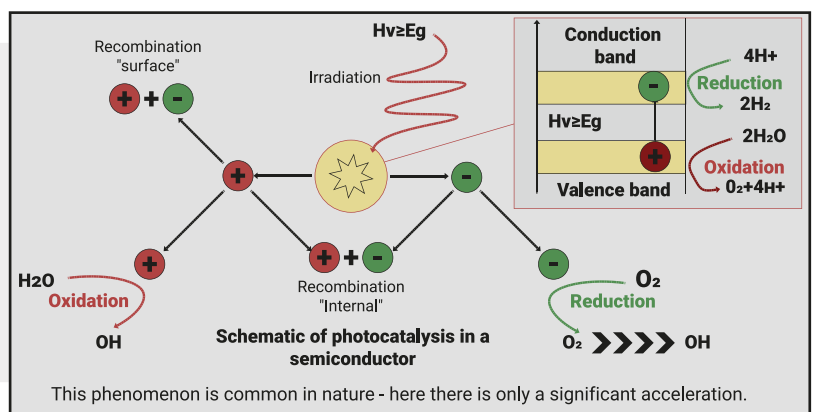 Recombination
"surface"
+ + -
Hv≥Eg
Irradiation
+
-
+ + -
Recombination
"Internal"
+
H2O
Oxidation
OH
-
O₂
Reduction
O₂ OH
Schematic of photocatalysis in a
semiconductor
This phenomenon is common in nature - here there is only a significant acceleration.
Conduction
band
-
Hv≥Eg
+
Valence band
4H+
Reduction
2H₂
2H₂O
Oxidation
O₂+4H+